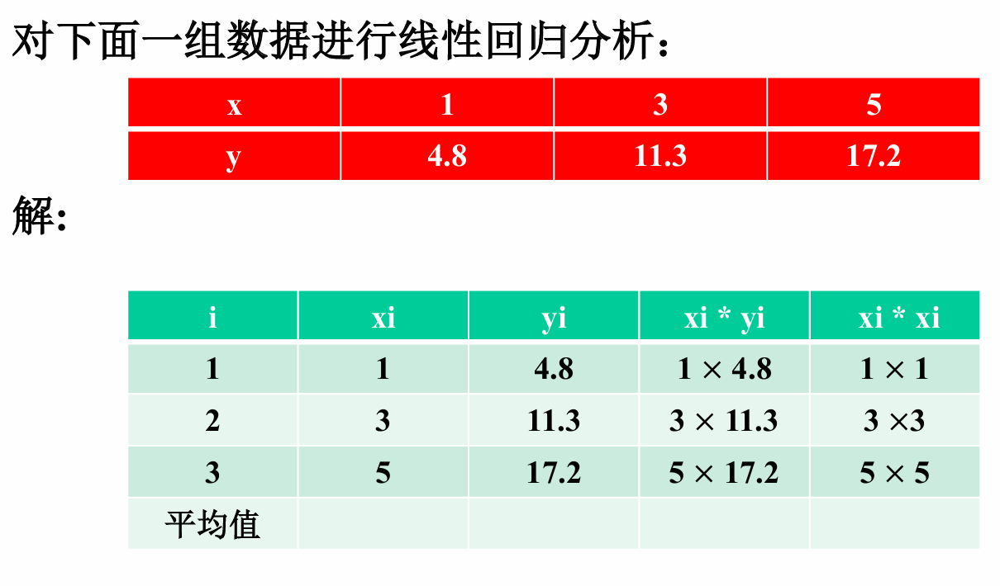 对下面一组数据进行线性回归分析：
x 1 3 5
y 4.8 11.3 17.2
解:
i xi yi xi * yi xi * xi
1 1 4.8 1 × 4.8 1 × 1
2 3 11.3 3 × 11.3 3 ×3
3 5 17.2 5 × 17.2 5 × 5
平均值